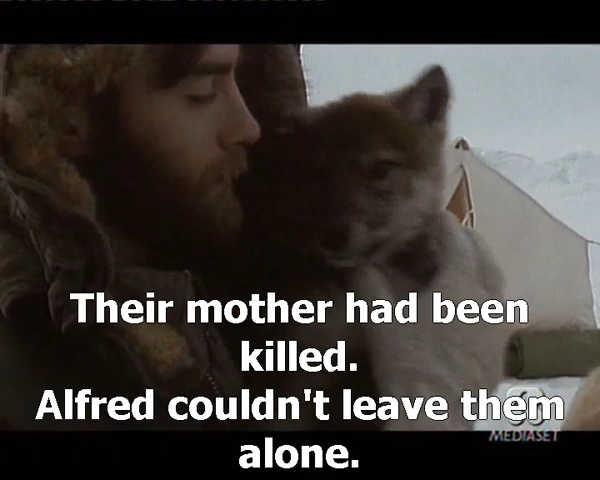 Their mother had been
killed.
Alfred couldn't leave them
alone.
MEDIASET